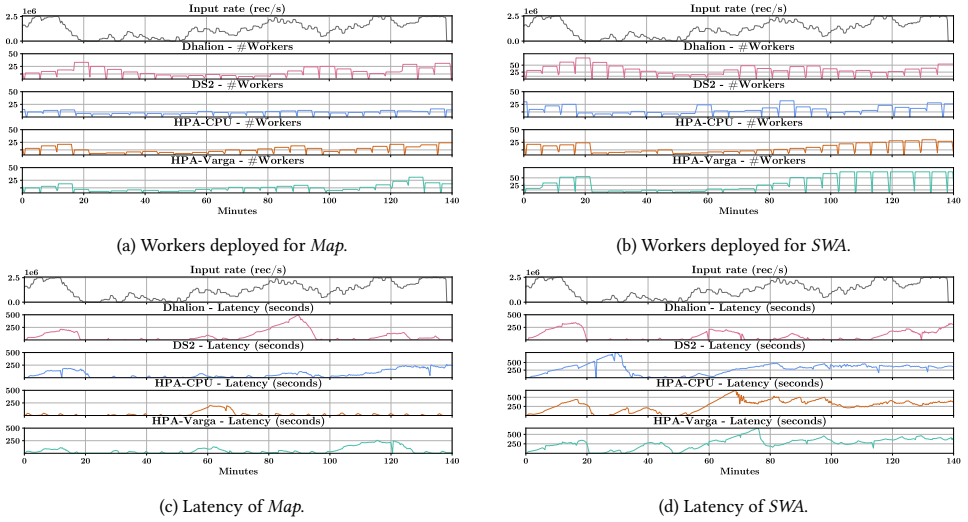 Input rate (rec/s)
1e6
2.5
0.0
Dhalion - #Workers
50
25
DS2 - #Workers
50
25
HPA-CPU - #Workers
50
25
HPA-Varga - #Workers
25
0 20 40 60 80 100 120 140
Minutes
(a) Workers deployed for Map.
Input rate (rec/s)
1e6
2.5
0.0
Dhalion - #Workers
50
25
DS2 - #Workers
50
25
HPA-CPU - #Workers
50
25
HPA-Varga - #Workers
50
25
0 20 40 60 80 100 120 140
Minutes
(b) Workers deployed for SWA.
Input rate (rec/s)
1e6
2.5
0.0
Dhalion - Latency (seconds)
500
250
DS2 - Latency (seconds)
500
250
HPA-CPU - Latency (seconds)
500
250
HPA-Varga - Latency (seconds)
500
250
0 20 40 60 80 100 120 140
Minutes
(c) Latency of Map.
Input rate (rec/s)
1e6
2.5
0.0
Dhalion - Latency (seconds)
250
DS2 - Latency (seconds)
500
250
HPA-CPU - Latency (seconds)
500
250
HPA-Varga - Latency (seconds)
500
250
0 20 40 60 80 100 120 140
Minutes
(d) Latency of SWA.